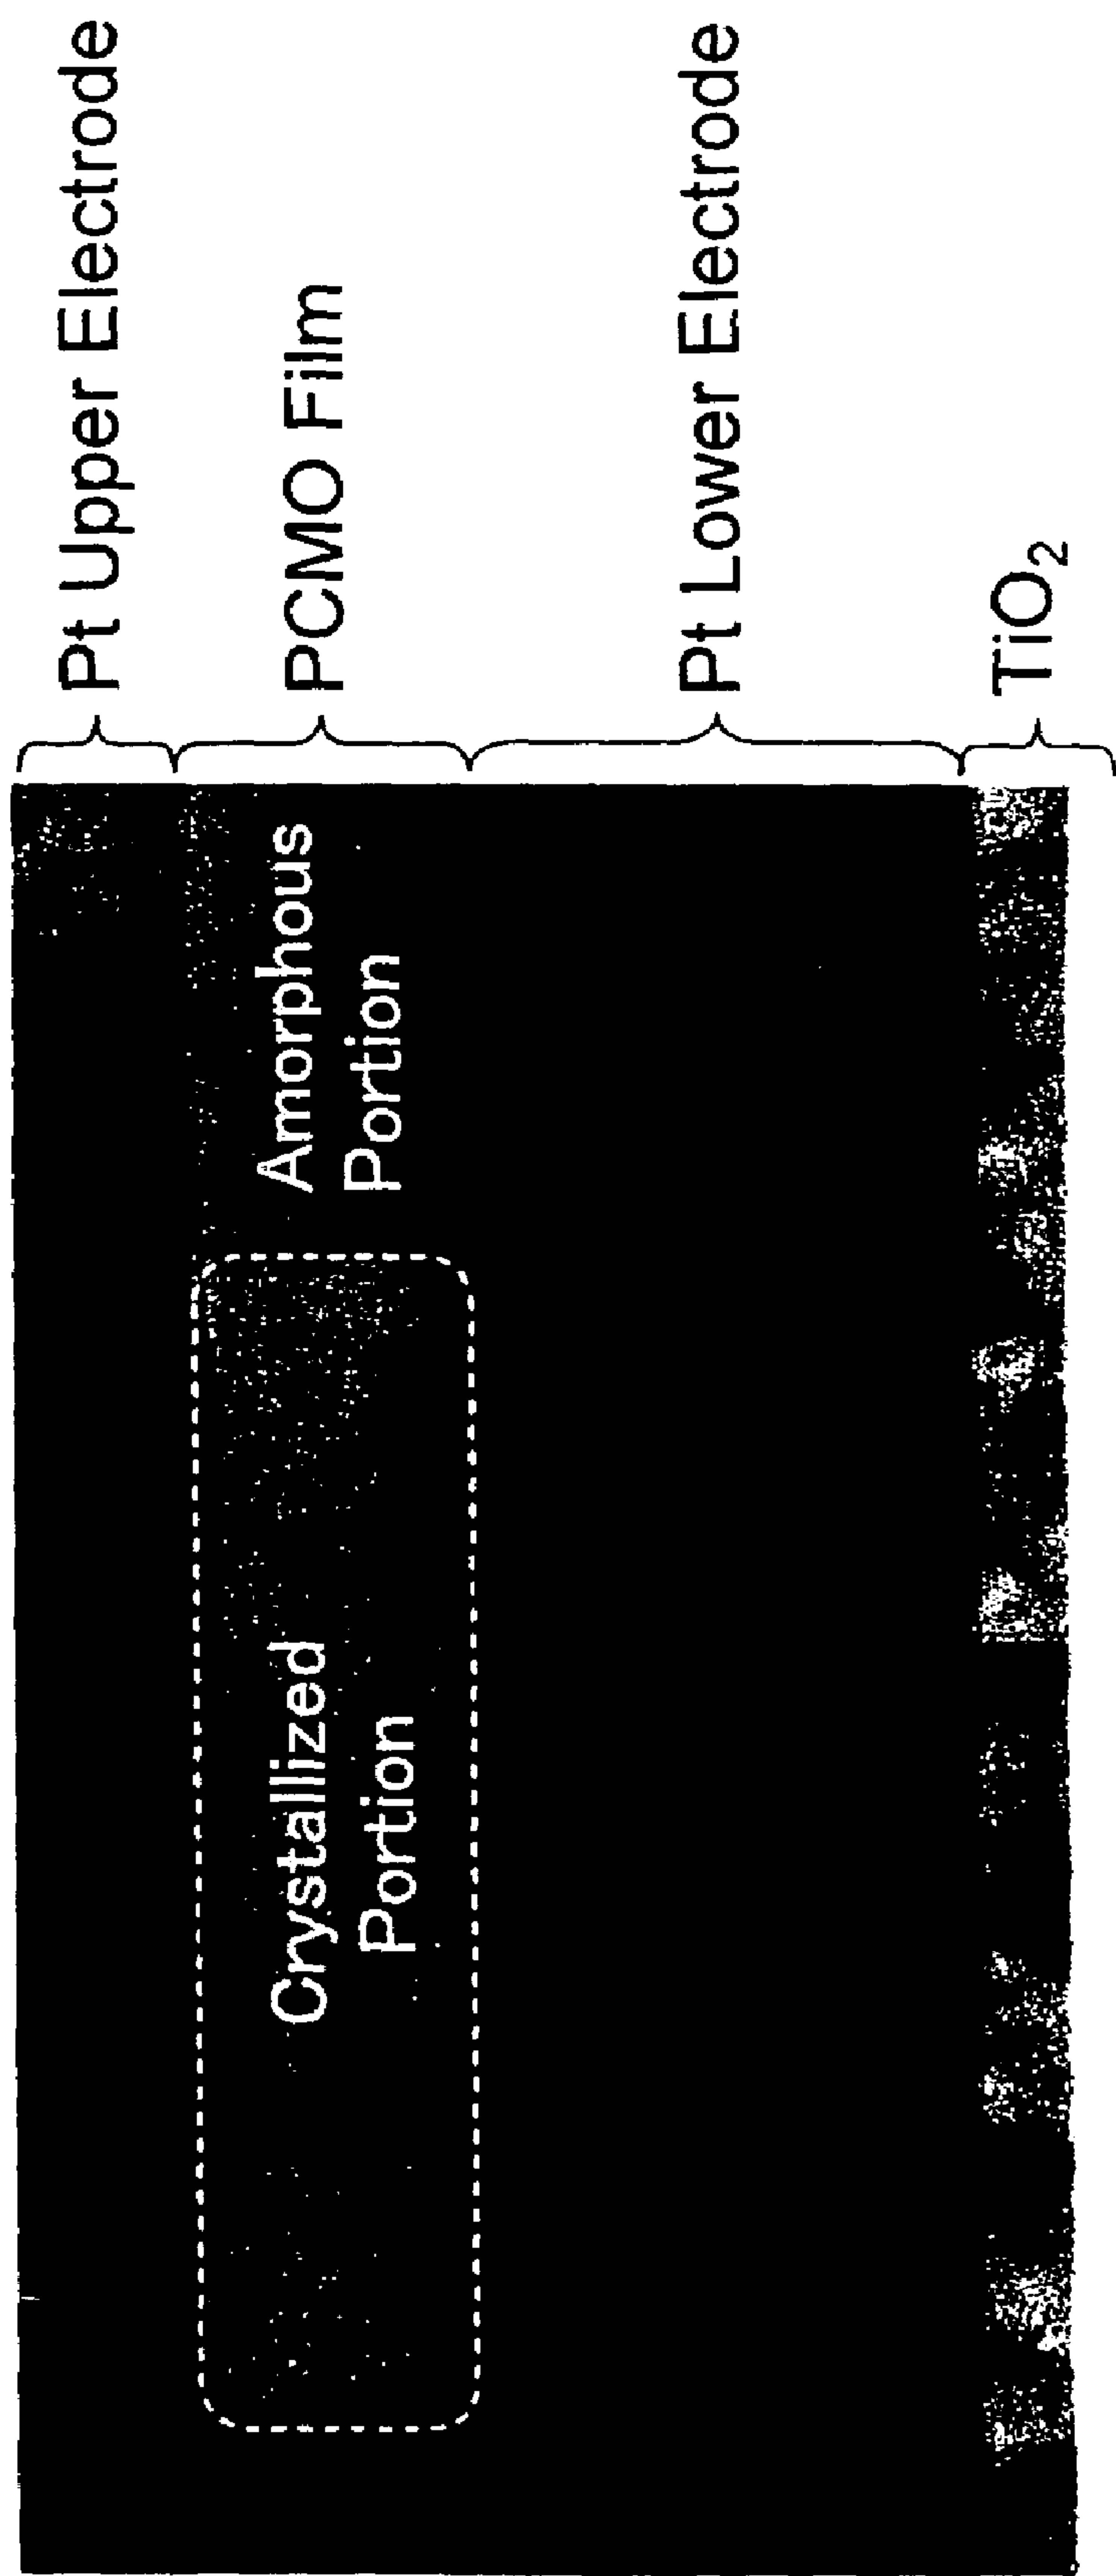 Pt Upper Electrode
PCMO Film
Pt Lower Electrode
TiO₂
Amorphous
Portion
Crystallized
Portion